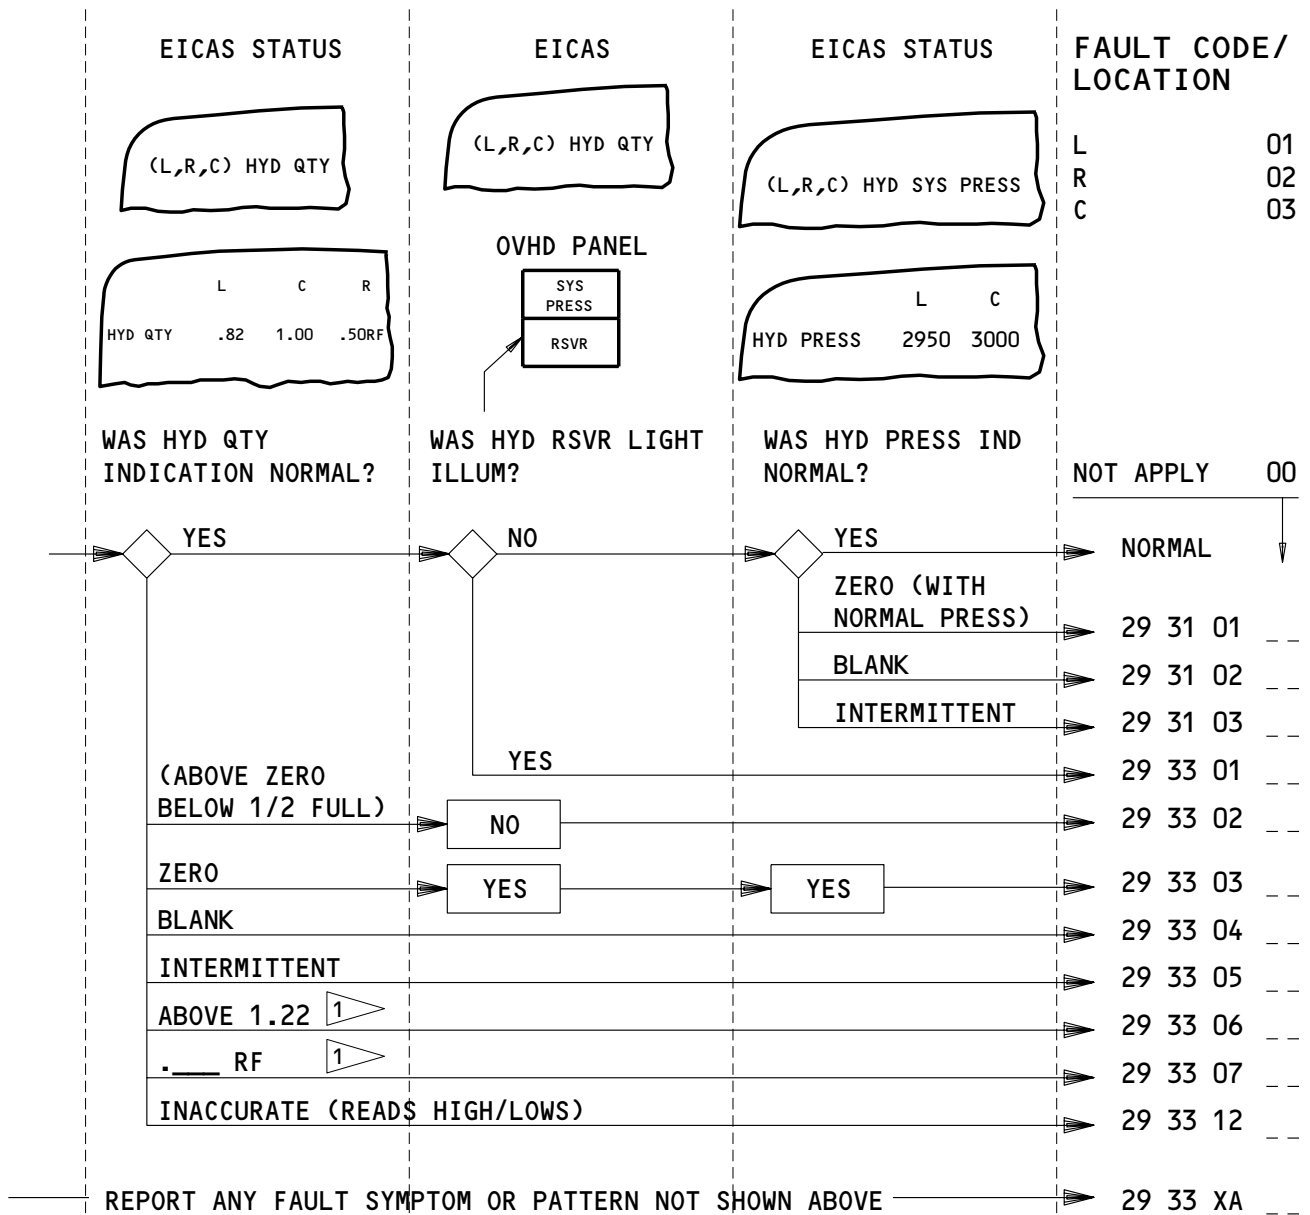 EICAS STATUS
(L,R,C) HYD QTY
L C R
HYD QTY .82 1.00 .50RF
WAS HYD QTY
INDICATION NORMAL?
EICAS
(L,R,C) HYD QTY
OVHD PANEL
SYS
PRESS
RSVR
WAS HYD RSVR LIGHT
ILLUM?
EICAS STATUS
(L,R,C) HYD SYS PRESS
L C
HYD PRESS 2950 3000
WAS HYD PRESS IND
NORMAL?
FAULT CODE/
LOCATION
L 01
R 02
C 03
NOT APPLY 00
YES NO YES NORMAL
ZERO (WITH
NORMAL PRESS) 29 31 01 _ _
BLANK 29 31 02 _ _
INTERMITTENT 29 31 03 _ _
YES 29 33 01 _ _
(ABOVE ZERO
BELOW 1/2 FULL) NO 29 33 02 _ _
ZERO YES YES 29 33 03 _ _
BLANK 29 33 04 _ _
INTERMITTENT 29 33 05 _ _
ABOVE 1.22 1 29 33 06 _ _
.___ RF 1 29 33 07 _ _
INACCURATE (READS HIGH/LOWS) 29 33 12 _ _
REPORT ANY FAULT SYMPTOM OR PATTERN NOT SHOWN ABOVE 29 33 XA _ _